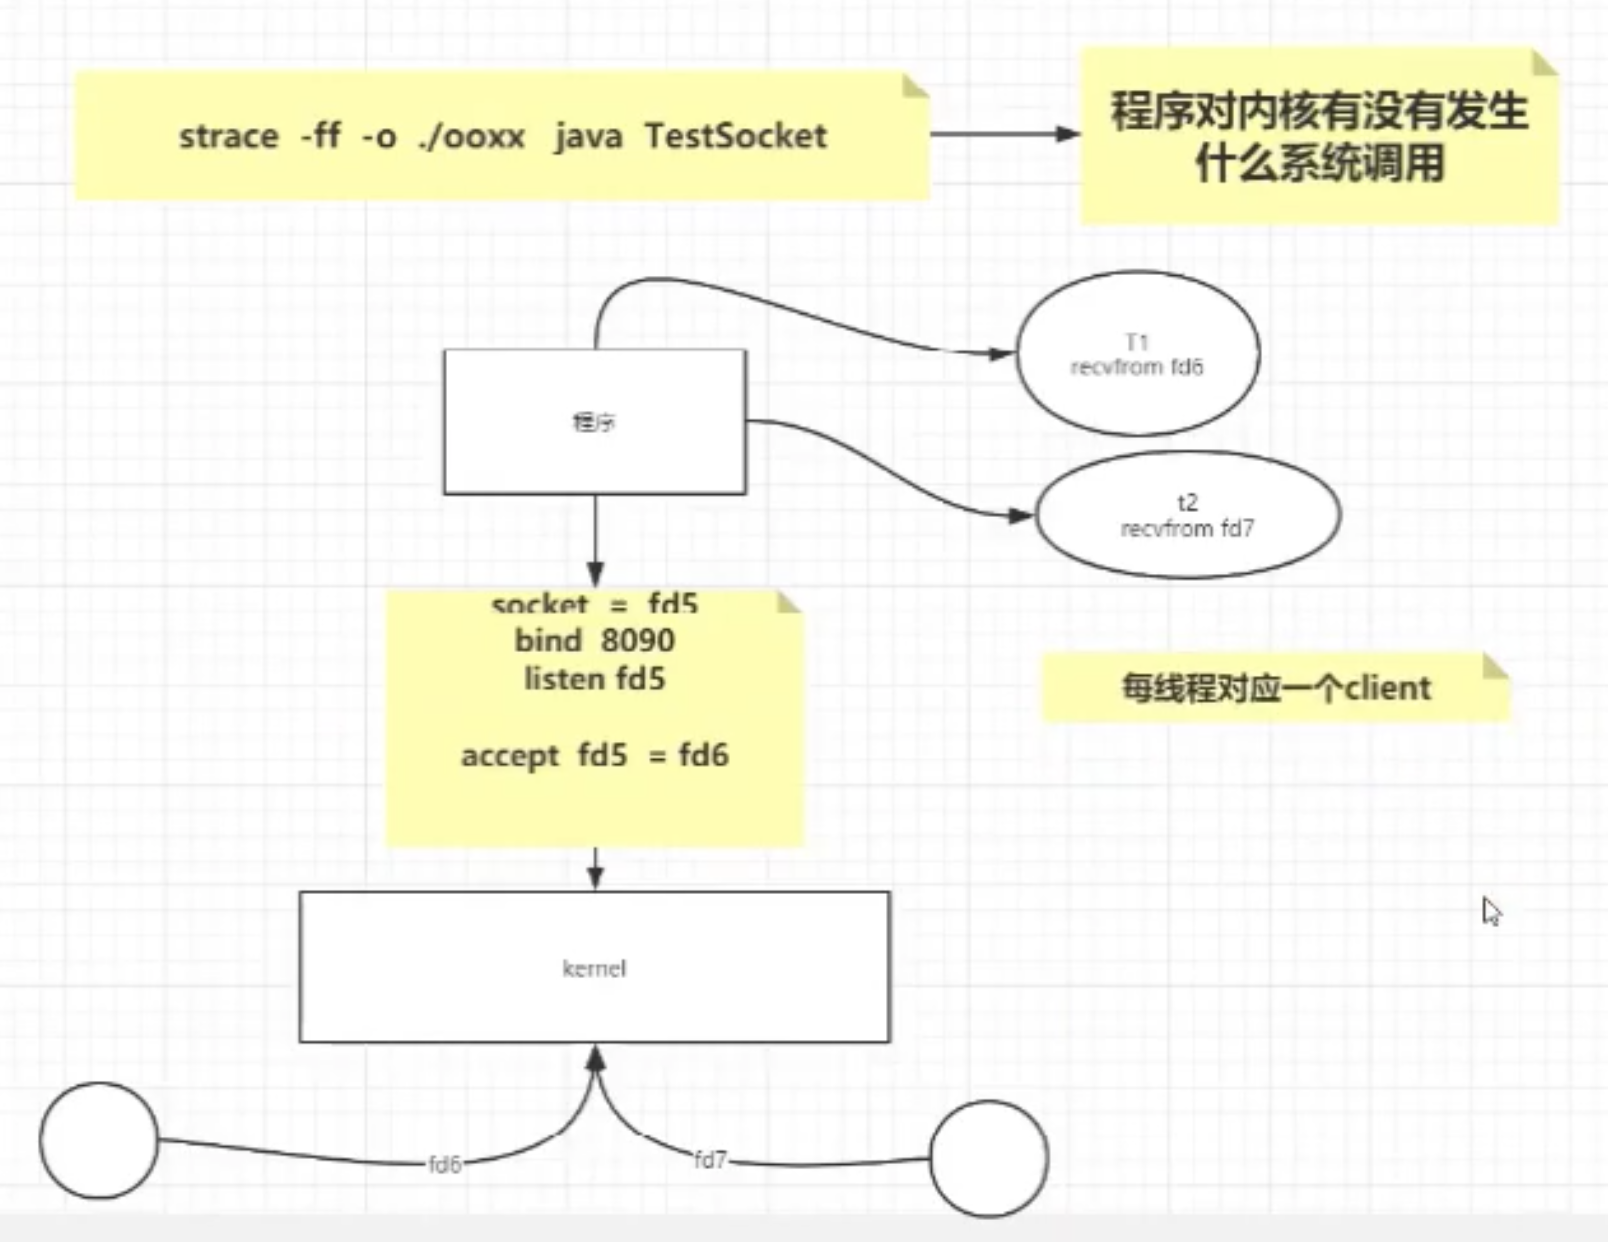 strace -ff -o ./ooxx java TestSocket
程序对内核有没有发生
什么系统调用
T1
recvfrom fd6
程序
t2
recvfrom fd7
socket = fd5
bind 8090
listen fd5
accept fd5 = fd6
每线程对应一个client
kernel
fd6
fd7